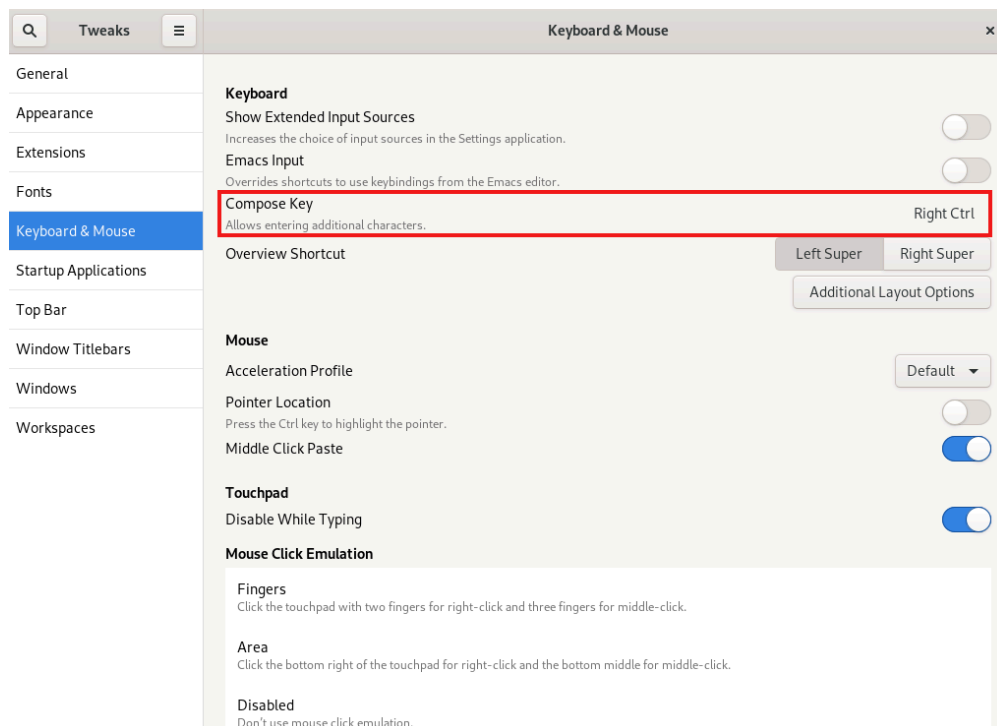 Tweaks
Keyboard & Mouse
General
Appearance
Extensions
Fonts
Keyboard & Mouse
Startup Applications
Top Bar
Window Titlebars
Windows
Workspaces
Keyboard
Show Extended Input Sources
Increases the choice of input sources in the Settings application.
Emacs Input
Overrides shortcuts to use keybindings from the Emacs editor.
Compose Key
Allows entering additional characters.
Right Ctrl
Overview Shortcut
Left Super
Right Super
Additional Layout Options
Mouse
Acceleration Profile
Default
Pointer Location
Press the Ctrl key to highlight the pointer.
Middle Click Paste
Touchpad
Disable While Typing
Mouse Click Emulation
Fingers
Click the touchpad with two fingers for right-click and three fingers for middle-click.
Area
Click the bottom right of the touchpad for right-click and the bottom middle for middle-click.
Disabled
Don't use mouse click emulation.